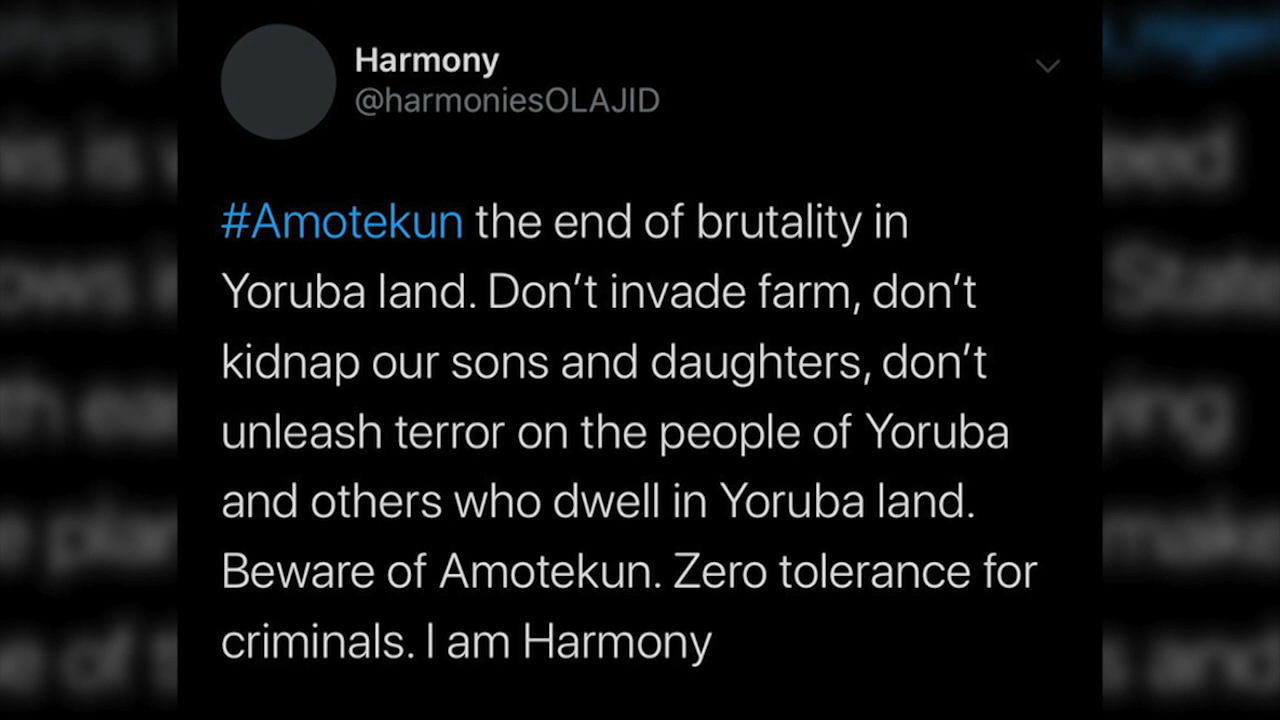 Harmony
@harmoniesOLAJID
#Amotekun the end of brutality in
Yoruba land. Don't invade farm, don't
kidnap our sons and daughters, don't
unleash terror on the people of Yoruba
and others who dwell in Yoruba land.
Beware of Amotekun. Zero tolerance for
criminals. I am Harmony